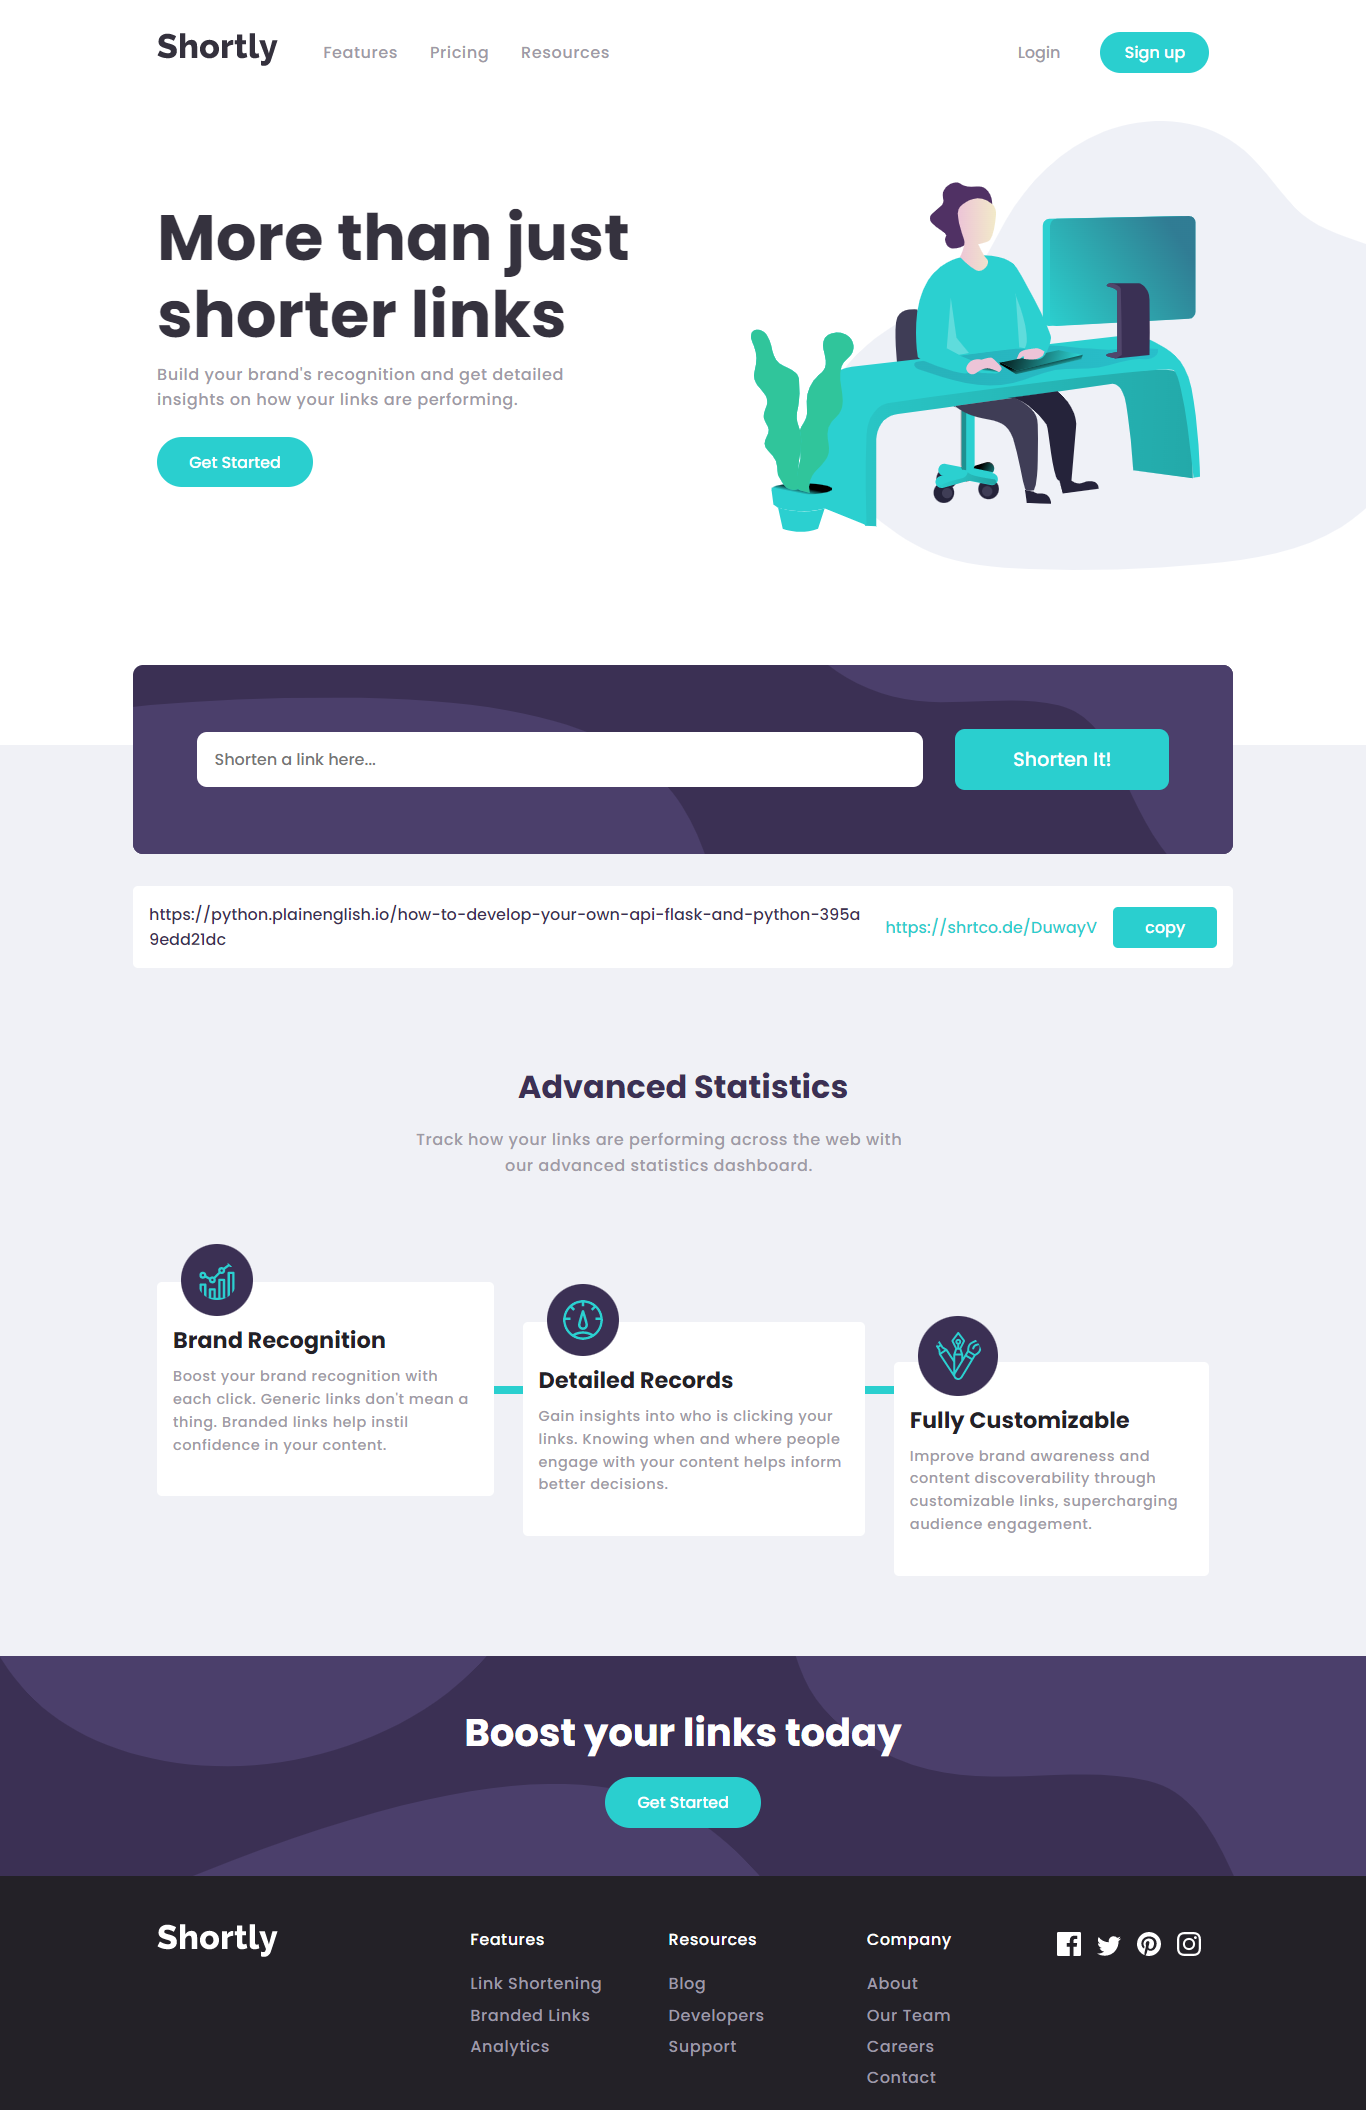 Shortly
Features
Pricing
Resources
Login
Sign up
More than just
shorter links
Build your brand's recognition and get detailed
insights on how your links are performing.
Get Started
Shorten a link here...
Shorten It!
https://python.plainenglish.io/how-to-develop-your-own-api-flask-and-python-395a
9edd21dc
https://shrtco.de/DuwayV
copy
Advanced Statistics
Track how your links are performing across the web with
our advanced statistics dashboard.
Brand Recognition
Boost your brand recognition with
each click. Generic links don't mean a
thing. Branded links help instil
confidence in your content.
Detailed Records
Gain insights into who is clicking your
links. Knowing when and where people
engage with your content helps inform
better decisions.
Fully Customizable
Improve brand awareness and
content discoverability through
customizable links, supercharging
audience engagement.
Boost your links today
Get Started
Shortly
Features
Link Shortening
Branded Links
Analytics
Resources
Blog
Developers
Support
Company
About
Our Team
Careers
Contact